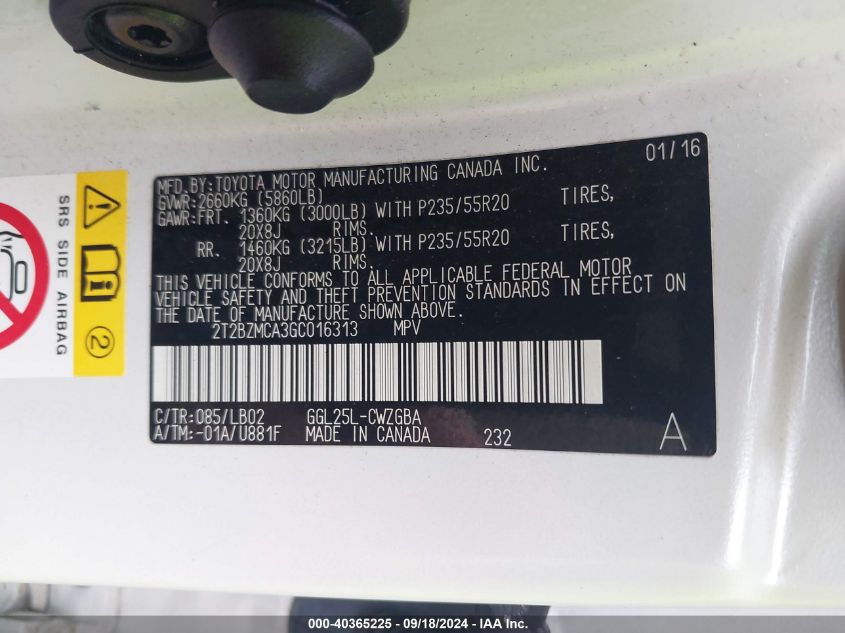 MFD.BY:TOYOTA MOTOR MANUFACTURING CANADA INC. 01/16
GVWR:2660KG (5860LB)
GAWR:FRT. 1360KG (3000LB) WITH P235/55R20 TIRES,
20X8J RIMS.
RR. 1460KG (3215LB) WITH P235/55R20 TIRES,
20X8J RIMS.
THIS VEHICLE CONFORMS TO ALL APPLICABLE FEDERAL MOTOR
VEHICLE SAFETY AND THEFT PREVENTION STANDARDS IN EFFECT ON
THE DATE OF MANUFACTURE SHOWN ABOVE.
2T2BZMCA3GC016313 MPV
C/TR:085/LB02 GGL25L-CWZGBA
A/TM:-01A/U881F MADE IN CANADA 232 A
SRS SIDE AIRBAG
2
000-40365225 - 09/18/2024 - IAA Inc.